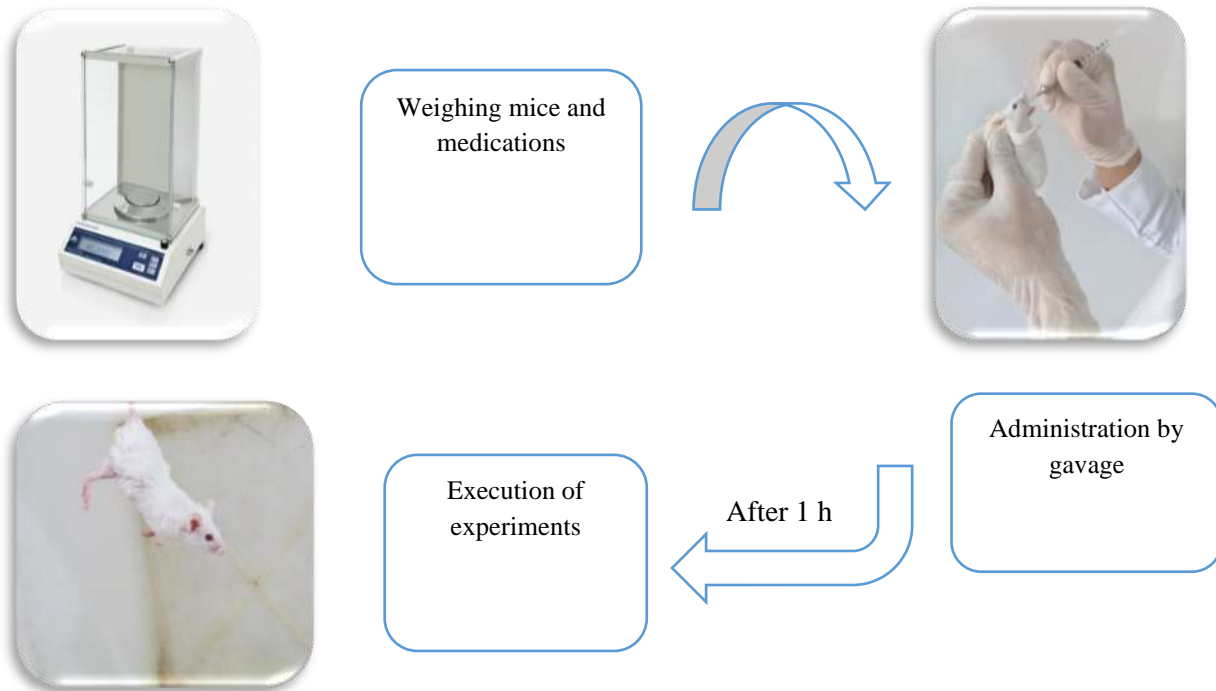 Weighing mice and
medications
Administration by
gavage
After 1 h
Execution of
experiments